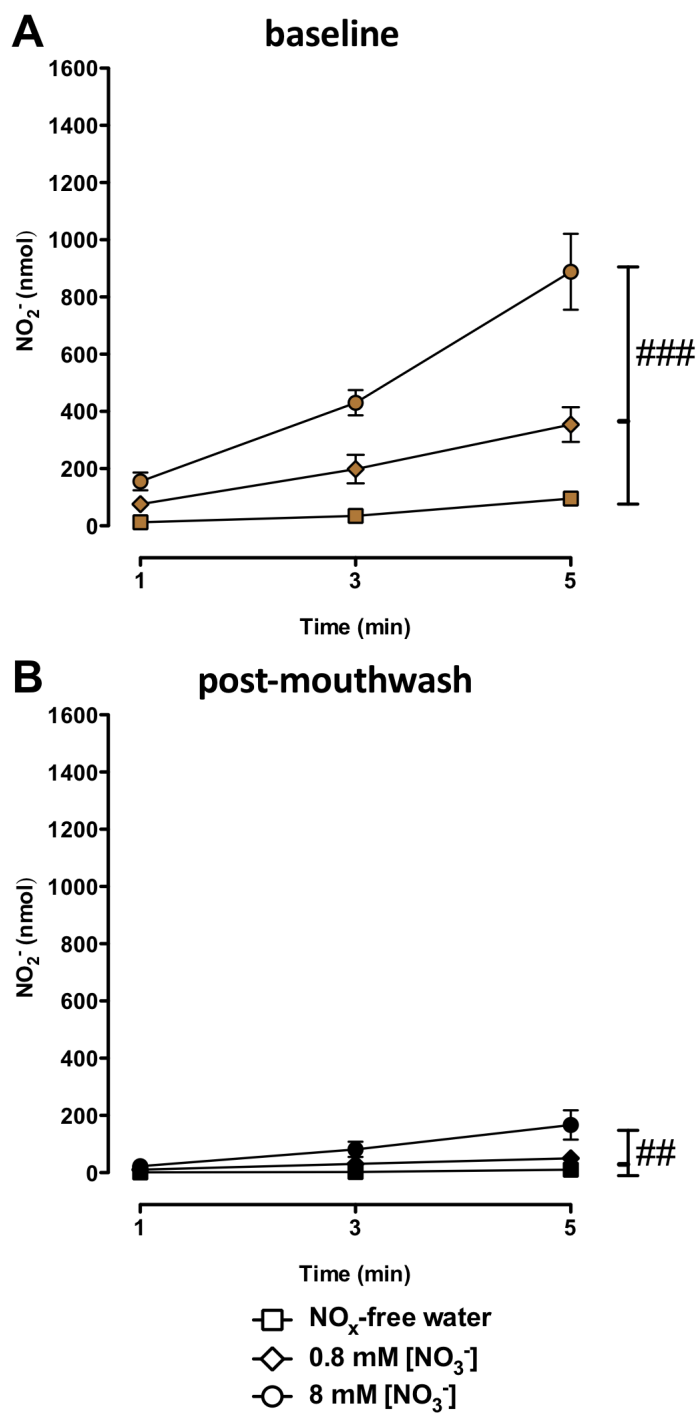 A
baseline
1600
1400
1200
1000
800
600
400
200
0
NO₂⁻ (nmol)
###
1 3 5
Time (min)
B
post-mouthwash
1600
1400
1200
1000
800
600
400
200
0
NO₂⁻ (nmol)
##
1 3 5
Time (min)
NOₓ-free water
0.8 mM [NO₃⁻]
8 mM [NO₃⁻]